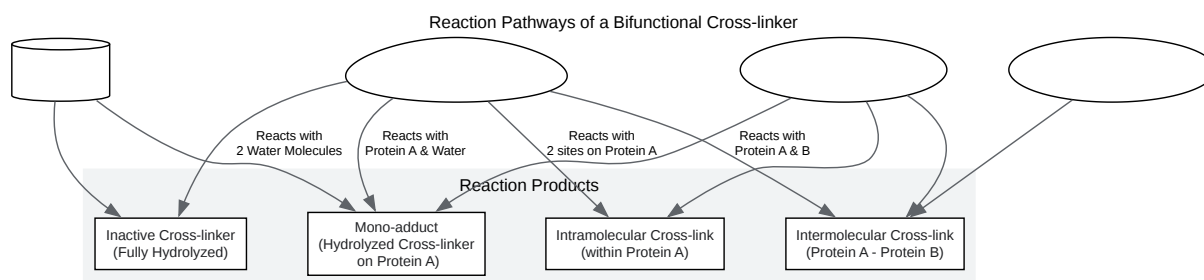 Reaction Pathways of a Bifunctional Cross-linker
Reacts with
2 Water Molecules
Reacts with
Protein A & Water
Reacts with
2 sites on Protein A
Reacts with
Protein A & B
Reaction Products
Inactive Cross-linker
(Fully Hydrolyzed)
Mono-adduct
(Hydrolyzed Cross-linker
on Protein A)
Intramolecular Cross-link
(within Protein A)
Intermolecular Cross-link
(Protein A - Protein B)